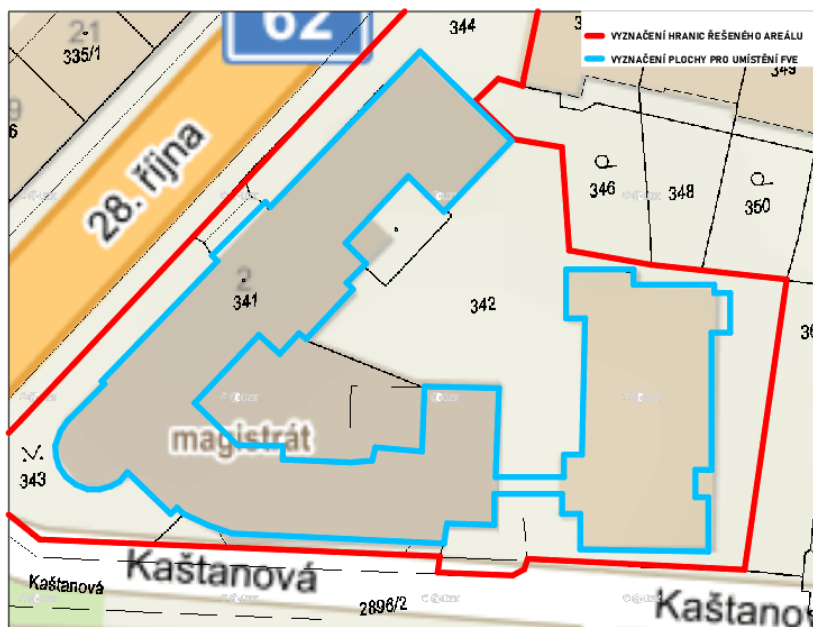 62
344
VYZNAČENÍ HRANIC ŘEŠENÉHO AREÁLU
VYZNAČENÍ PLOCHY PRO UMÍSTĚNÍ FVE
21
335/1
349
6
28. října
346
348
350
2
341
342
magistrát
343
Kaštanová
Kaštanová
2896/2